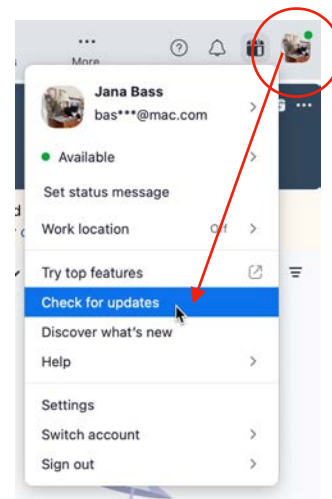 More
Jana Bass
bas***@mac.com
Available
Set status message
Work location Off
Try top features
Check for updates
Discover what's new
Help
Settings
Switch account
Sign out